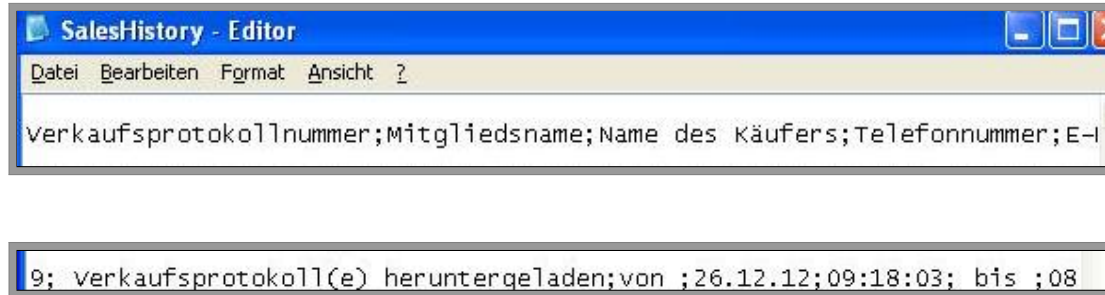 SalesHistory - Editor
Datei Bearbeiten Format Ansicht ?
Verkaufsprotokollnummer;Mitgliedsname;Name des Käufers;Telefonnummer;E-
9; Verkaufsprotokoll(e) heruntergeladen;von ;26.12.12;09:18:03; bis ;08